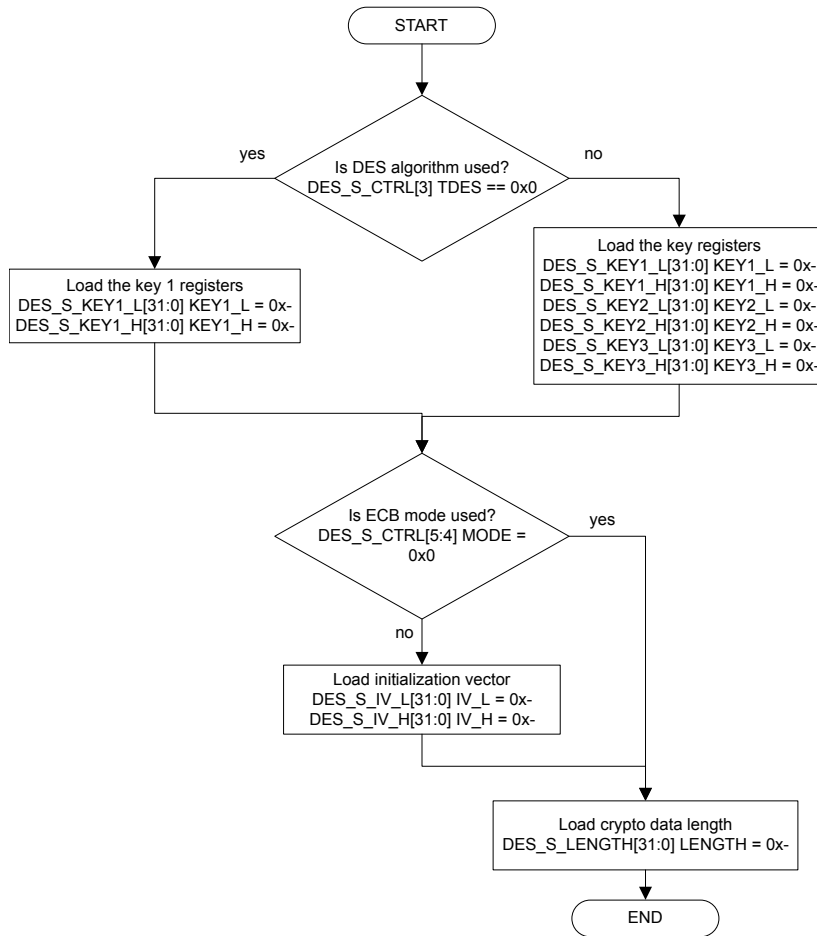 START
yes
Is DES algorithm used?
DES_S_CTRL[3] TDES == 0x0
no
Load the key 1 registers
DES_S_KEY1_L[31:0] KEY1_L = 0x-
DES_S_KEY1_H[31:0] KEY1_H = 0x-
Load the key registers
DES_S_KEY1_L[31:0] KEY1_L = 0x-
DES_S_KEY1_H[31:0] KEY1_H = 0x-
DES_S_KEY2_L[31:0] KEY2_L = 0x-
DES_S_KEY2_H[31:0] KEY2_H = 0x-
DES_S_KEY3_L[31:0] KEY3_L = 0x-
DES_S_KEY3_H[31:0] KEY3_H = 0x-
Is ECB mode used?
DES_S_CTRL[5:4] MODE =
0x0
yes
no
Load initialization vector
DES_S_IV_L[31:0] IV_L = 0x-
DES_S_IV_H[31:0] IV_H = 0x-
Load crypto data length
DES_S_LENGTH[31:0] LENGTH = 0x-
END